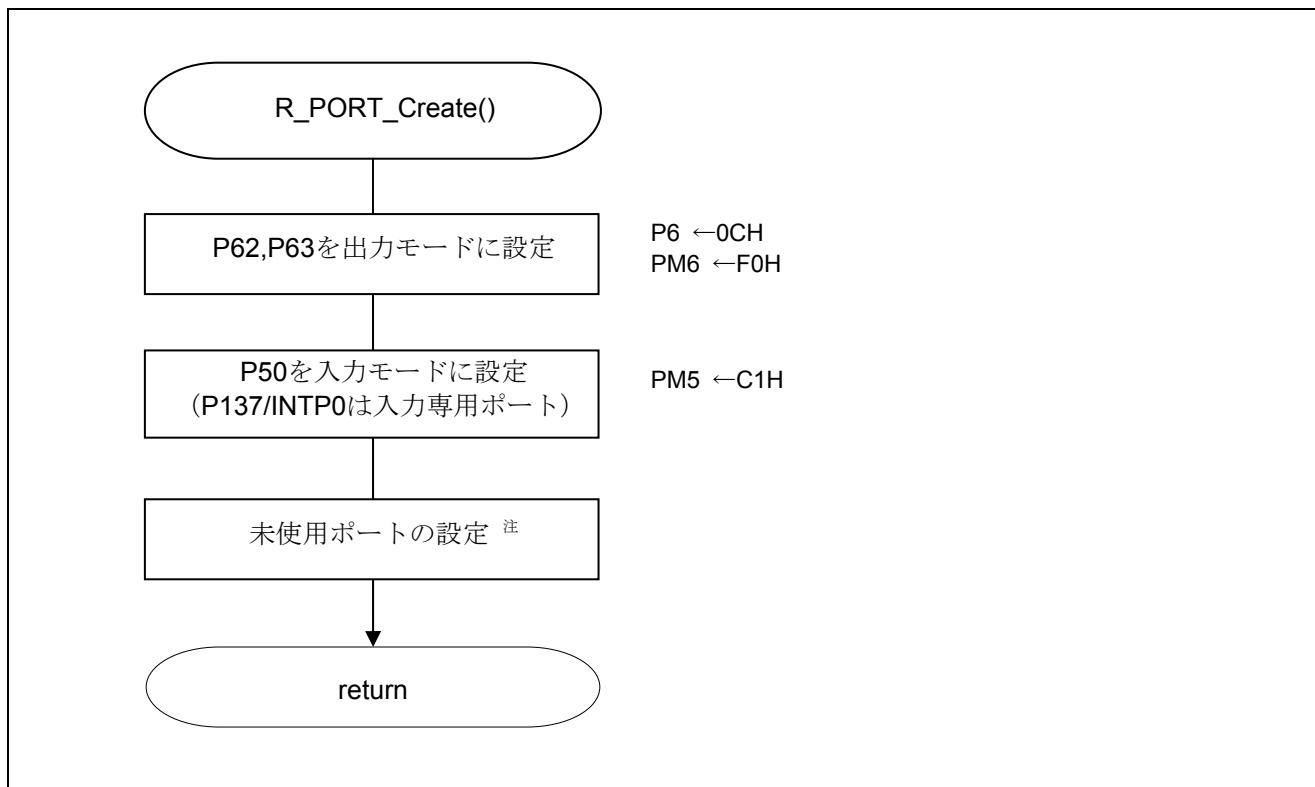 R_PORT_Create()
P62,P63を出力モードに設定
P6 ←0CH
PM6 ←F0H
P50を入力モードに設定
（P137/INTP0は入力専用ポート）
PM5 ←C1H
未使用ポートの設定 注
return